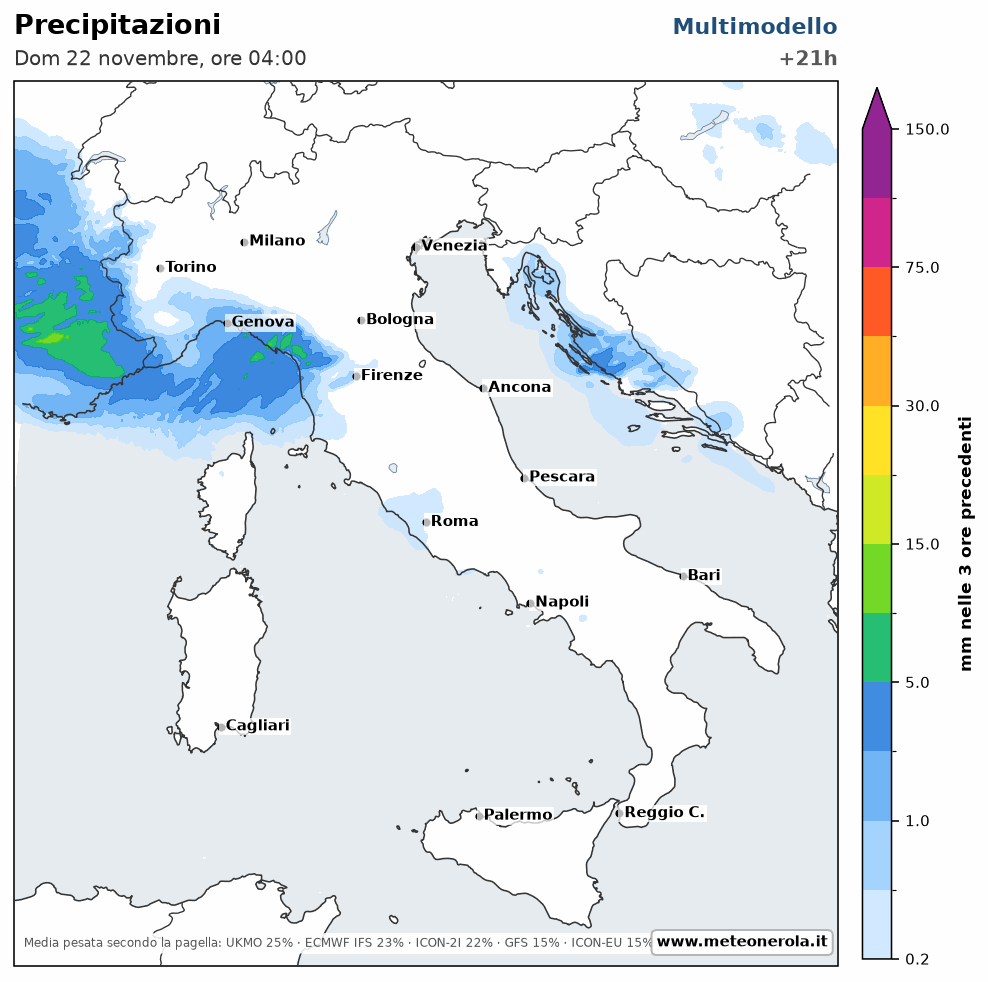 Precipitazioni
Multimodello
Dom 22 novembre, ore 04:00
+21h
150.0
75.0
30.0
15.0
5.0
1.0
0.2
mm nelle 3 ore precedenti
Milano
Venezia
Torino
Genova
Bologna
Firenze
Ancona
Pescara
Roma
Bari
Napoli
Cagliari
Palermo
Reggio C.
Media pesata secondo la pagella: UKMO 25% · ECMWF IFS 23% · ICON-2I 22% · GFS 15% · ICON-EU 15%
www.meteonerola.it